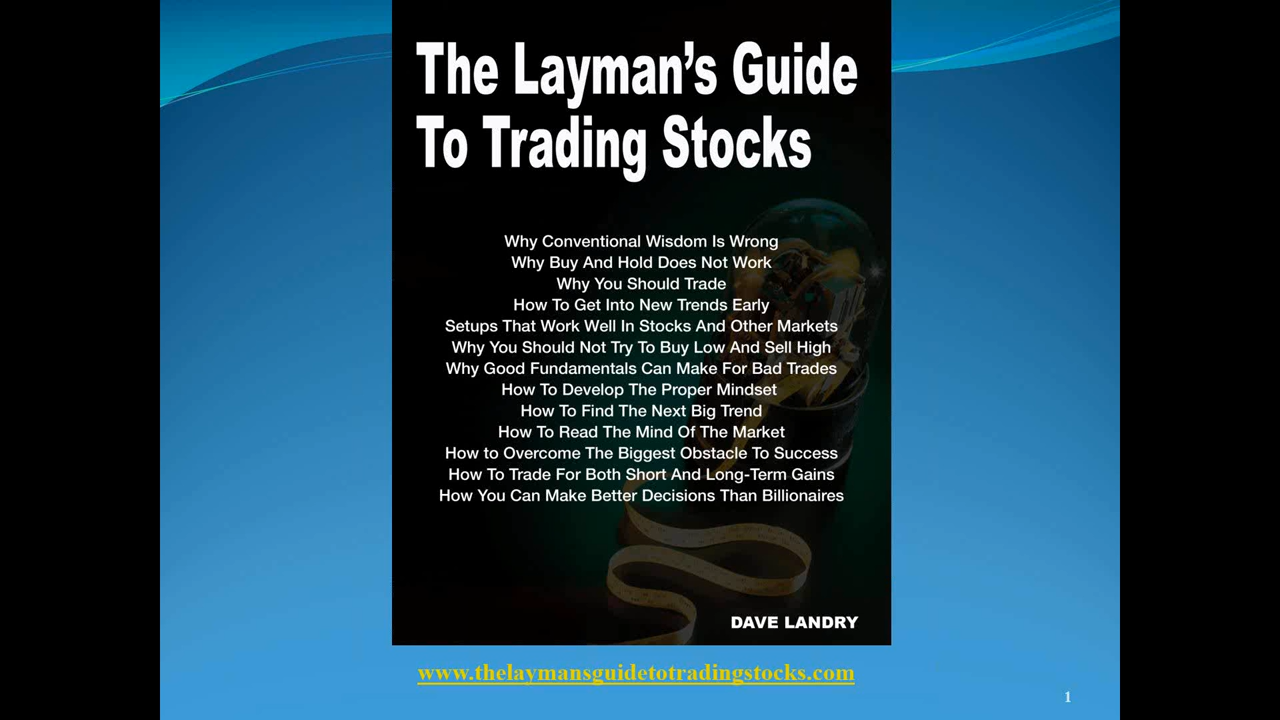 The Layman's Guide
To Trading Stocks
Why Conventional Wisdom Is Wrong
Why Buy And Hold Does Not Work
Why You Should Trade
How To Get Into New Trends Early
Setups That Work Well In Stocks And Other Markets
Why You Should Not Try To Buy Low And Sell High
Why Good Fundamentals Can Make For Bad Trades
How To Develop The Proper Mindset
How To Find The Next Big Trend
How To Read The Mind Of The Market
How to Overcome The Biggest Obstacle To Success
How To Trade For Both Short And Long-Term Gains
How You Can Make Better Decisions Than Billionaires
DAVE LANDRY
www.thelaymansguidetotradingstocks.com
1